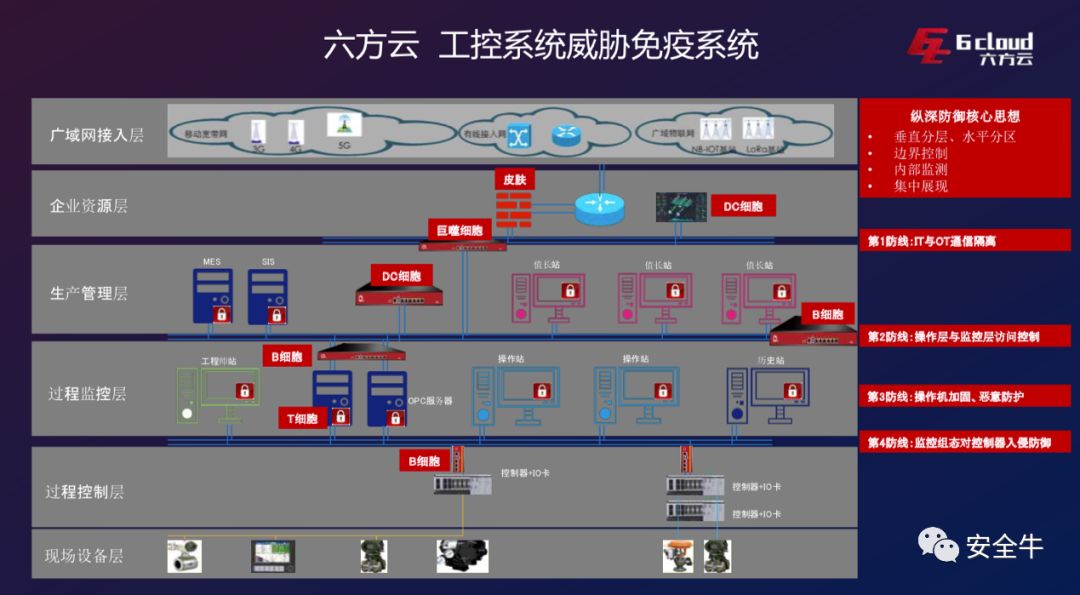 六方云 工控系统威胁免疫系统
6cloud
六方云
广域网接入层
移动宽带网
3G
4G
5G
有线接入网
广域物联网
NB-IOT基站
LoRa基站
纵深防御核心思想
• 垂直分层、水平分区
• 边界控制
• 内部监测
• 集中展现
企业资源层
皮肤
DC细胞
巨噬细胞
第1防线:IT与OT通信隔离
生产管理层
MES
SIS
DC细胞
值长站
值长站
值长站
B细胞
第2防线:操作层与监控层访问控制
过程监控层
工程师站
B细胞
T细胞
OPC服务器
操作站
操作站
历史站
第3防线:操作机加固、恶意防护
第4防线:监控组态对控制器入侵防御
过程控制层
B细胞
控制器+IO卡
控制器+IO卡
控制器+IO卡
现场设备层
安全牛